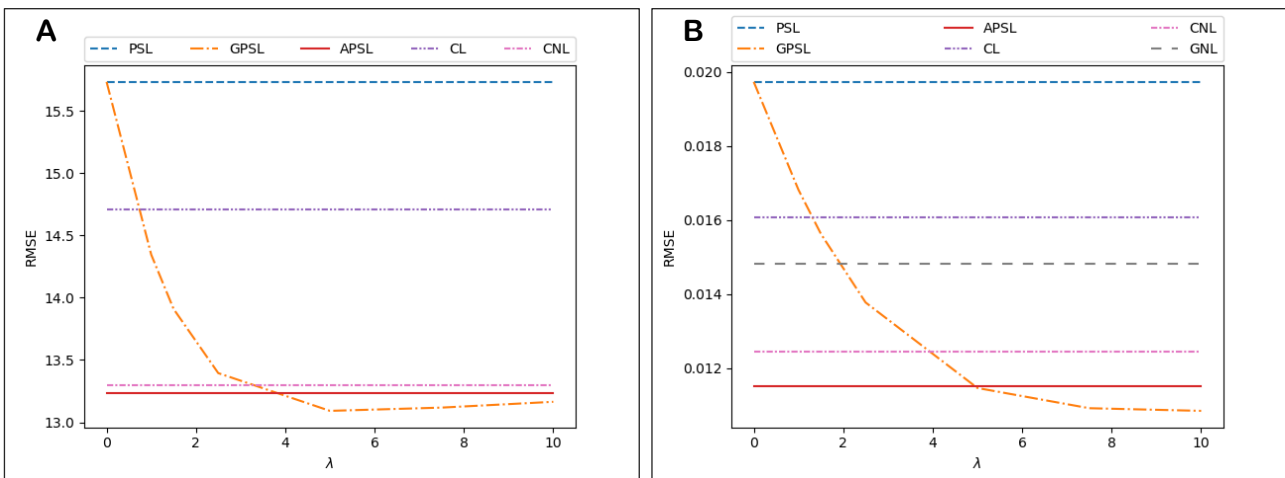 A
PSL GPSL APSL CL CNL
RMSE
15.5
15.0
14.5
14.0
13.5
13.0
0 2 4 6 8 10
λ
B
PSL APSL CNL
GPSL CL GNL
RMSE
0.020
0.018
0.016
0.014
0.012
0 2 4 6 8 10
λ